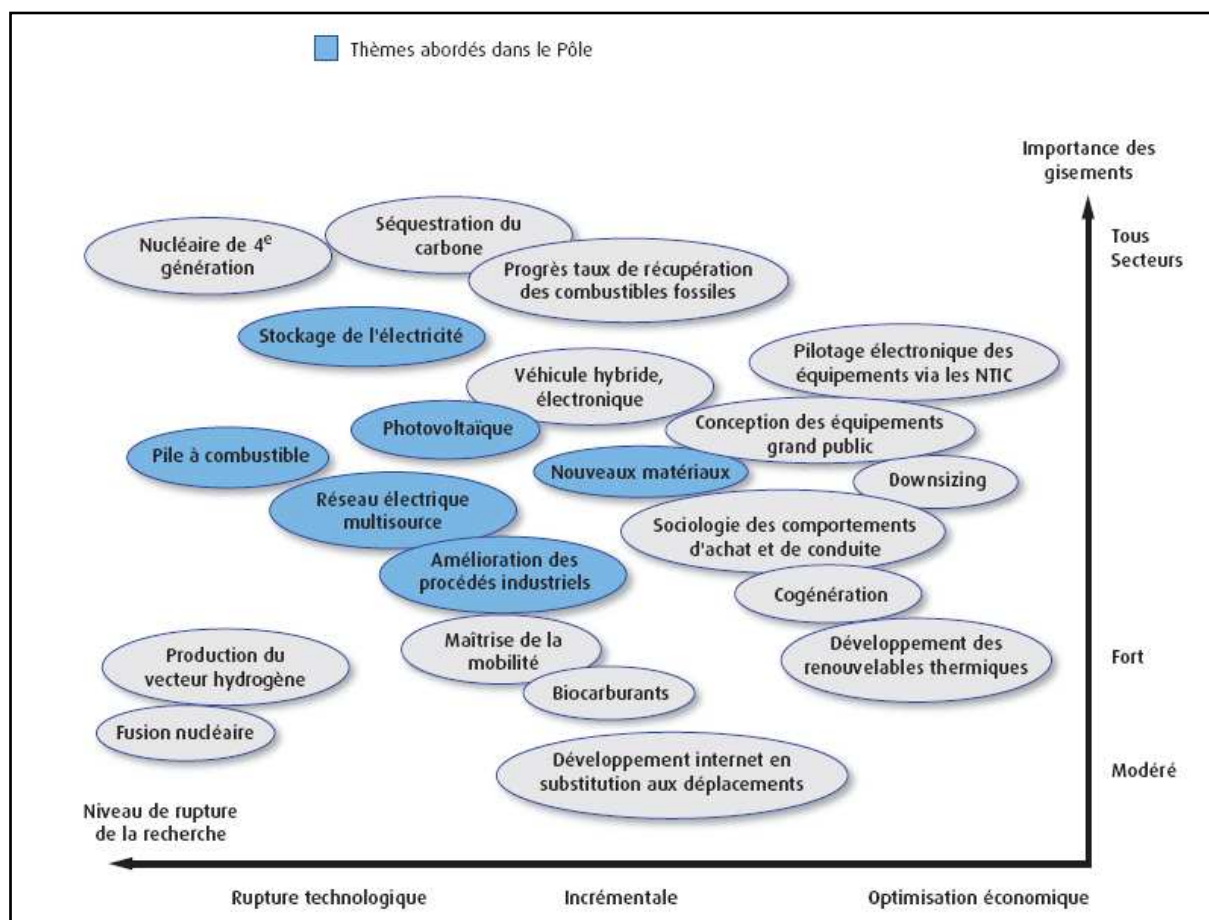 Thèmes abordés dans le Pôle
Importance des
gisements
Tous
Secteurs
Nucléaire de 4e
génération
Séquestration du
carbone
Progrès taux de récupération
des combustibles fossiles
Stockage de l'électricité
Pilotage électronique des
équipements via les NTIC
Véhicule hybride,
électronique
Photovoltaïque
Conception des équipements
grand public
Pile à combustible
Nouveaux matériaux
Downsizing
Réseau électrique
multisource
Sociologie des comportements
d'achat et de conduite
Amélioration des
procédés industriels
Cogénération
Maîtrise de la
mobilité
Développement des
renouvelables thermiques
Fort
Production du
vecteur hydrogène
Biocarburants
Fusion nucléaire
Développement internet en
substitution aux déplacements
Modéré
Niveau de rupture
de la recherche
Rupture technologique
Incrémentale
Optimisation économique